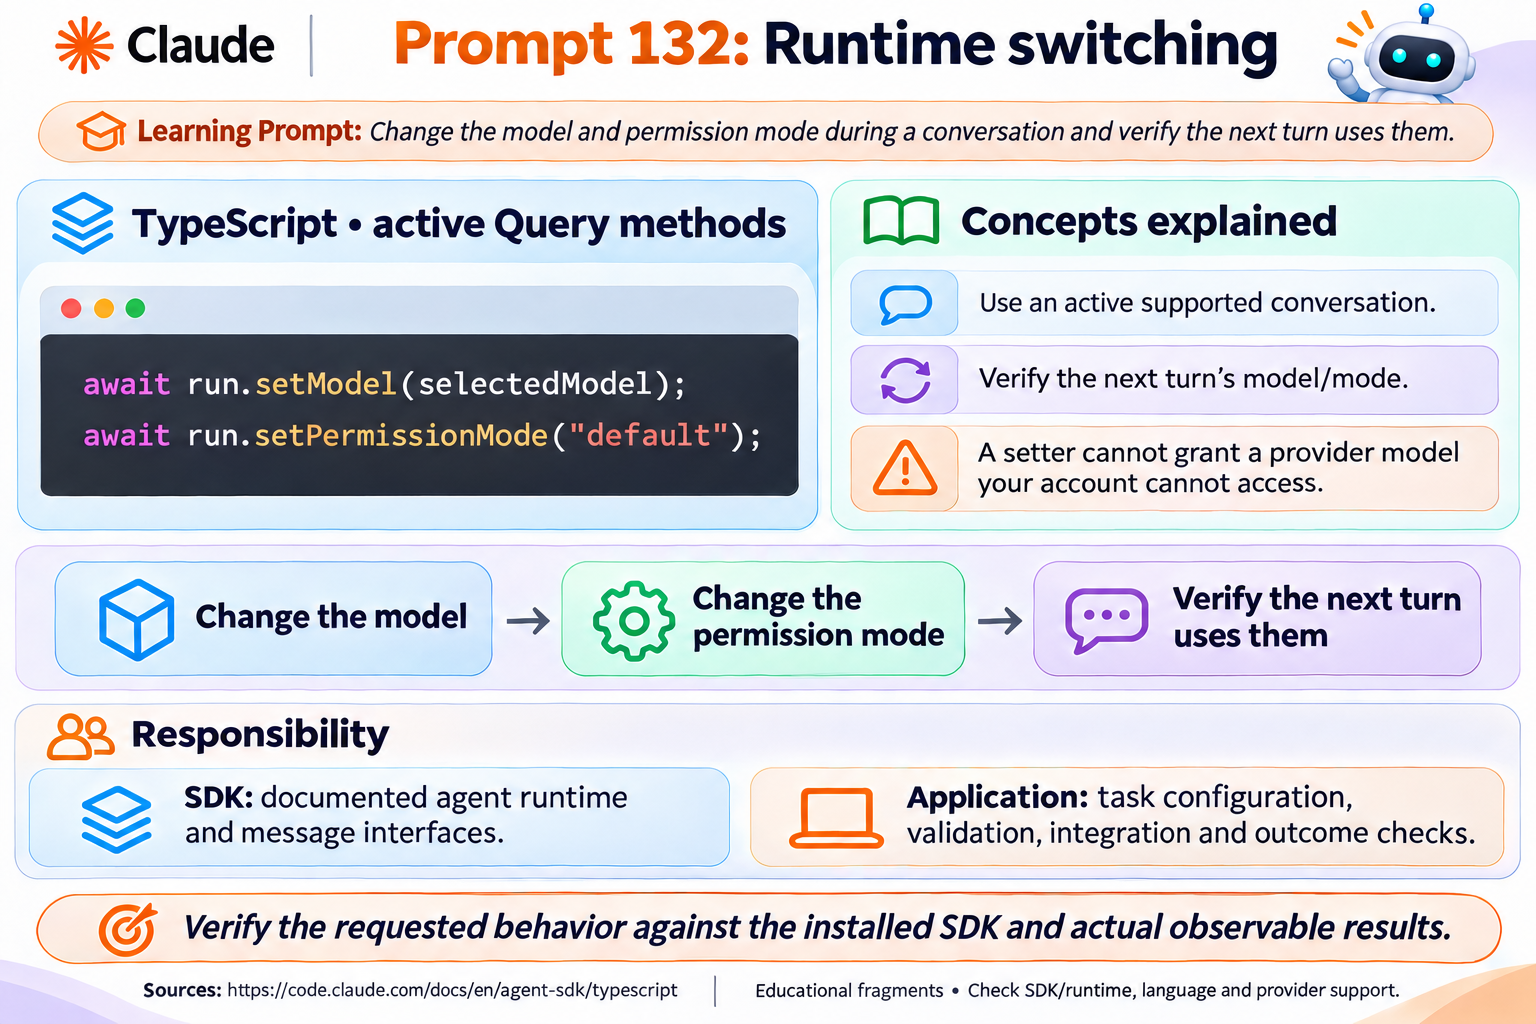 Claude
Prompt 132: Runtime switching
Learning Prompt: Change the model and permission mode during a conversation and verify the next turn uses them.
TypeScript • active Query methods
await run.setModel(selectedModel);
await run.setPermissionMode("default");
Concepts explained
Use an active supported conversation.
Verify the next turn’s model/mode.
A setter cannot grant a provider model
your account cannot access.
Change the model
Change the
permission mode
Verify the next turn
uses them
Responsibility
SDK: documented agent runtime
and message interfaces.
Application: task configuration,
validation, integration and outcome checks.
Verify the requested behavior against the installed SDK and actual observable results.
Sources: https://code.claude.com/docs/en/agent-sdk/typescript
Educational fragments • Check SDK/runtime, language and provider support.